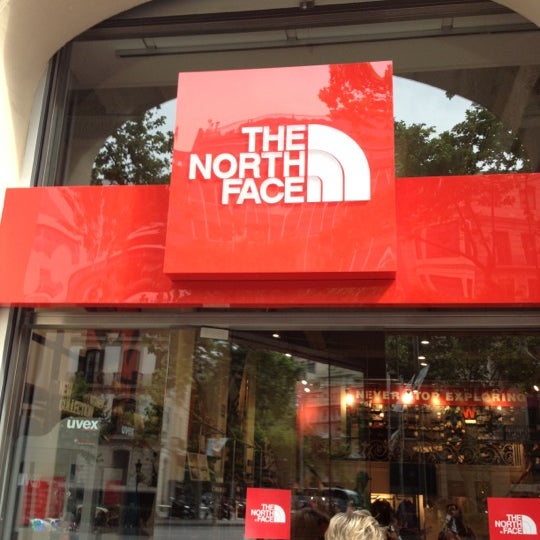 THE
NORTH
FACE
NEVER STOP EXPLORING
uvex
THE
NORTH
FACE
THE
NORTH
FACE